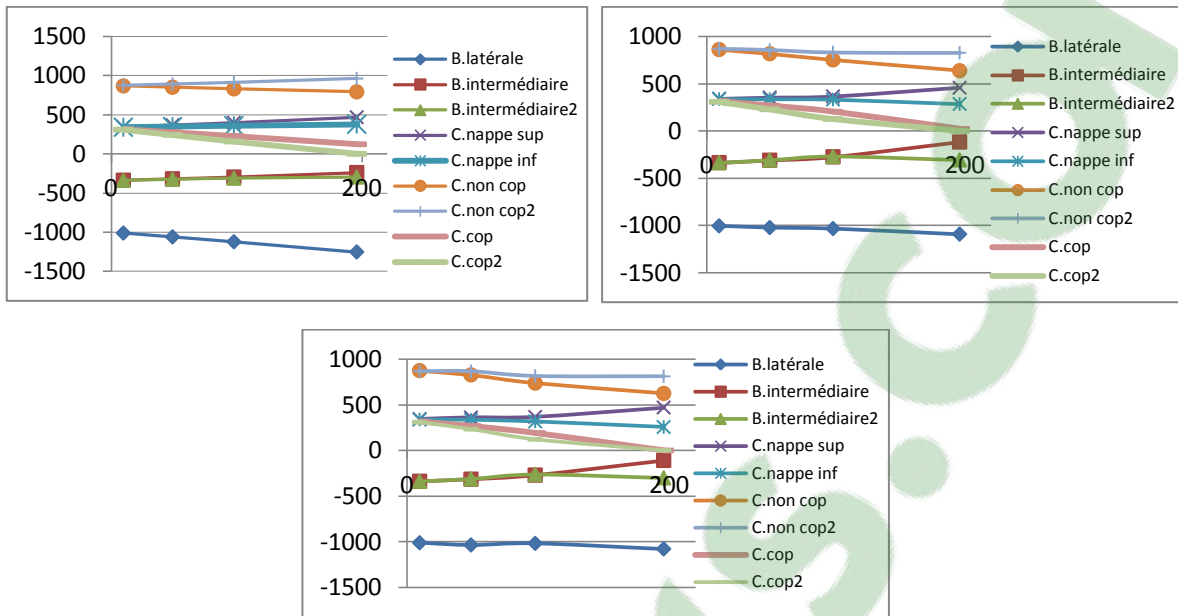 1500
1000
500
0
-500
-1000
-1500
0
200
B.latérale
B.intermédiaire
B.intermédiaire2
C.nappe sup
C.nappe inf
C.non cop
C.non cop2
C.cop
C.cop2
1000
500
0
-500
-1000
-1500
0
200
B.latérale
B.intermédiaire
B.intermédiaire2
C.nappe sup
C.nappe inf
C.non cop
C.non cop2
C.cop
C.cop2
1000
500
0
-500
-1000
-1500
0
200
B.latérale
B.intermédiaire
B.intermédiaire2
C.nappe sup
C.nappe inf
C.non cop
C.non cop2
C.cop
C.cop2